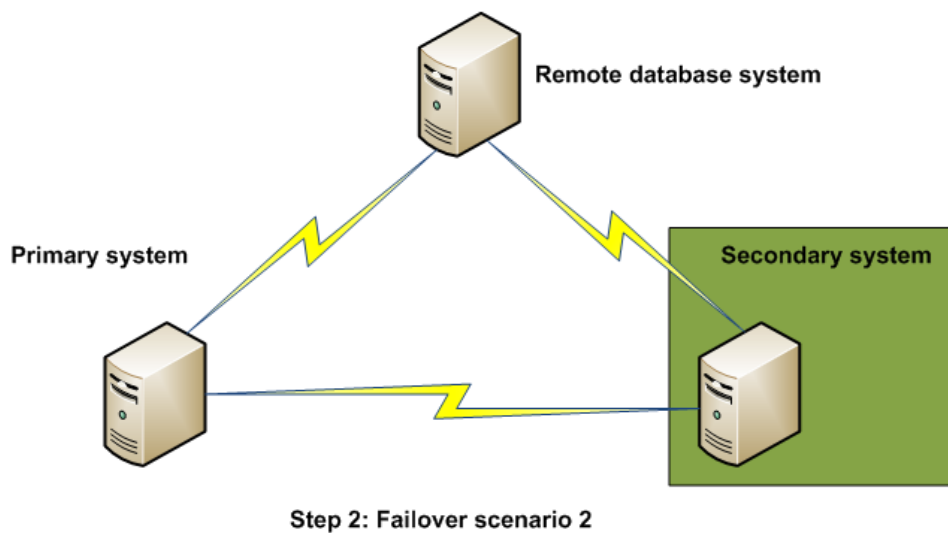 Remote database system
Primary system
Secondary system
Step 2: Failover scenario 2